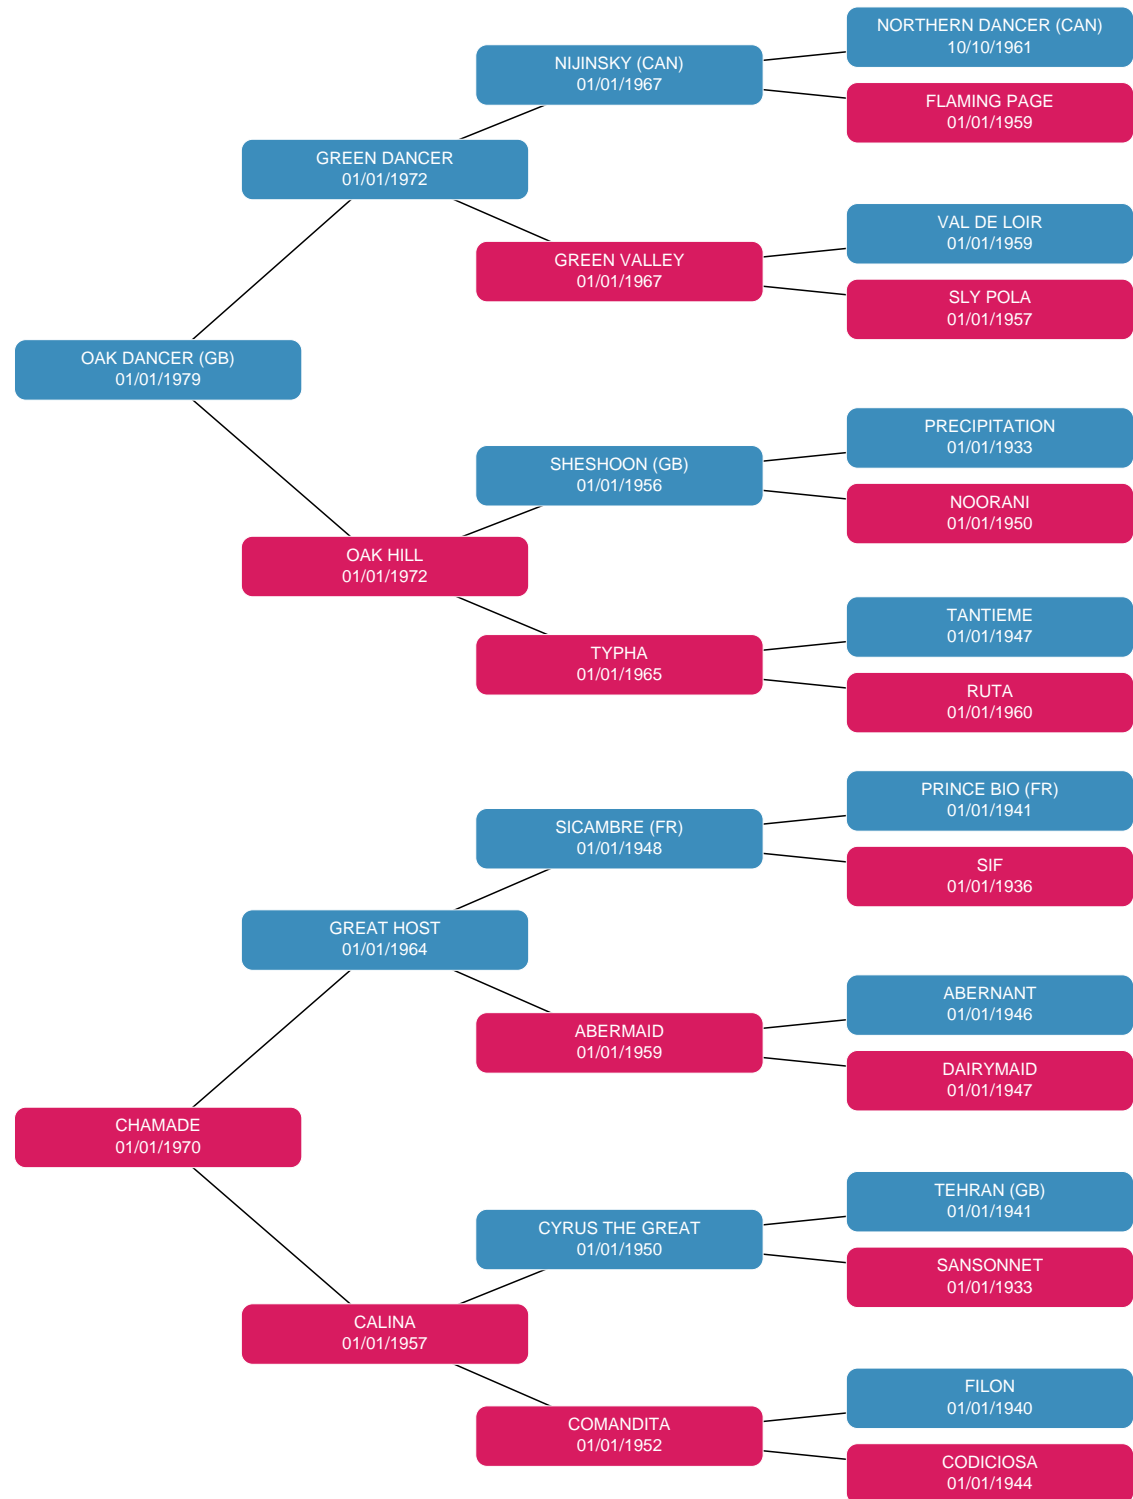 NORTHERN DANCER (CAN)
10/10/1961
NIJINSKY (CAN)
01/01/1967
FLAMING PAGE
01/01/1959
GREEN DANCER
01/01/1972
VAL DE LOIR
01/01/1959
GREEN VALLEY
01/01/1967
SLY POLA
01/01/1957
OAK DANCER (GB)
01/01/1979
PRECIPITATION
01/01/1933
SHESHOON (GB)
01/01/1956
NOORANI
01/01/1950
OAK HILL
01/01/1972
TANTIEME
01/01/1947
TYPHA
01/01/1965
RUTA
01/01/1960
PRINCE BIO (FR)
01/01/1941
SICAMBRE (FR)
01/01/1948
SIF
01/01/1936
GREAT HOST
01/01/1964
ABERNANT
01/01/1946
ABERMAID
01/01/1959
DAIRYMAID
01/01/1947
CHAMADE
01/01/1970
TEHRAN (GB)
01/01/1941
CYRUS THE GREAT
01/01/1950
SANSONNET
01/01/1933
CALINA
01/01/1957
FILON
01/01/1940
COMANDITA
01/01/1952
CODICIOSA
01/01/1944